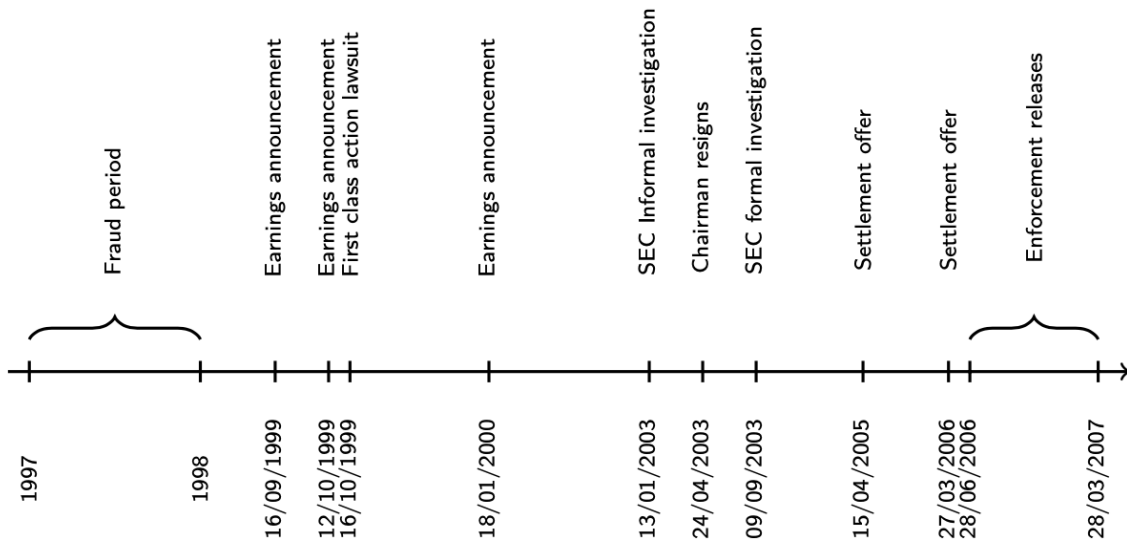 Fraud period
Earnings announcement
Earnings announcement
First class action lawsuit
Earnings announcement
SEC Informal investigation
Chairman resigns
SEC formal investigation
Settlement offer
Settlement offer
Enforcement releases
1997
1998
16/09/1999
12/10/1999
16/10/1999
18/01/2000
13/01/2003
24/04/2003
09/09/2003
15/04/2005
27/03/2006
28/06/2006
28/03/2007